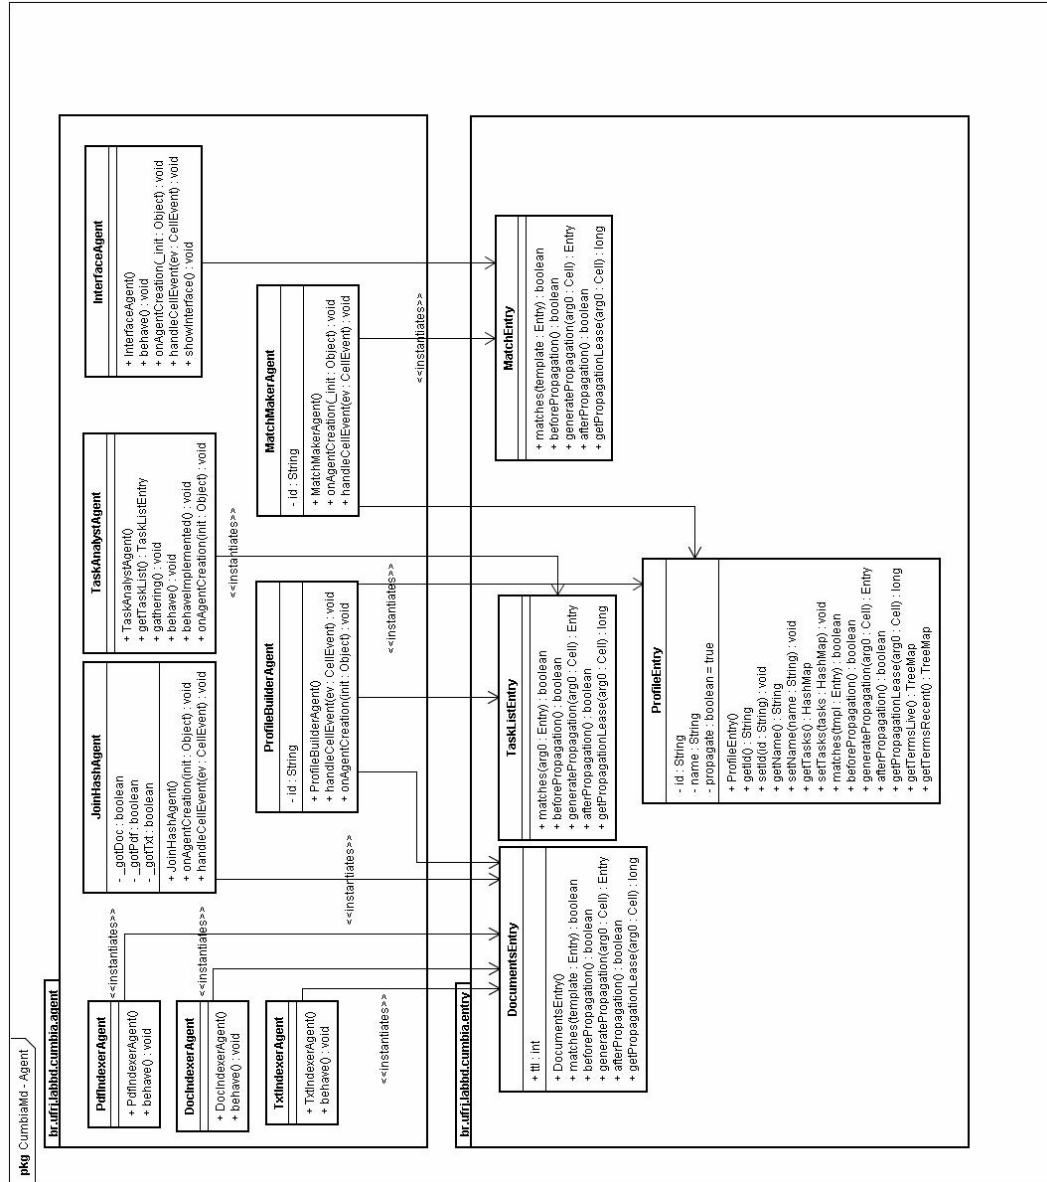 pkg CumbiaMd - Agent
br.ufrj.labbd.cumbia.agent
PdfIndexerAgent
+ PdfIndexerAgent()
+ behave() : void
<<instantiates>>
DocIndexerAgent
+ DocIndexerAgent()
+ behave() : void
<<instantiates>>
TxtIndexerAgent
+ TxtIndexerAgent()
+ behave() : void
<<instantiates>>
JoinHashAgent
- _gotDoc : boolean
- _gotPdf : boolean
- _gotTxt : boolean
+ JoinHashAgent()
+ onAgentCreation(init : Object) : void
+ handleCellEvent(ev : CellEvent) : void
<<instantiates>>
TaskAnalystAgent
+ TaskAnalystAgent()
+ getTaskList() : TaskListEntry
+ gathering() : void
+ behave() : void
+ behaveImplemented() : void
+ onAgentCreation(init : Object) : void
<<instantiates>>
InterfaceAgent
+ InterfaceAgent()
+ behave() : void
+ onAgentCreation(_init : Object) : void
+ handleCellEvent(ev : CellEvent) : void
+ showInterface() : void
ProfileBuilderAgent
- id : String
+ ProfileBuilderAgent()
+ handleCellEvent(ev : CellEvent) : void
+ onAgentCreation(init : Object) : void
<<instantiates>>
MatchMakerAgent
- id : String
+ MatchMakerAgent()
+ onAgentCreation(_init : Object) : void
+ handleCellEvent(ev : CellEvent) : void
<<instantiates>>
br.ufrj.labbd.cumbia.entry
DocumentsEntry
+ ttl : int
+ DocumentsEntry()
+ matches(template : Entry) : boolean
+ beforePropagation() : boolean
+ generatePropagation(arg0 : Cell) : Entry
+ afterPropagation() : boolean
+ getPropagationLease(arg0 : Cell) : long
TaskListEntry
+ matches(arg0 : Entry) : boolean
+ beforePropagation() : boolean
+ generatePropagation(arg0 : Cell) : Entry
+ afterPropagation() : boolean
+ getPropagationLease(arg0 : Cell) : long
MatchEntry
+ matches(template : Entry) : boolean
+ beforePropagation() : boolean
+ generatePropagation(arg0 : Cell) : Entry
+ afterPropagation() : boolean
+ getPropagationLease(arg0 : Cell) : long
ProfileEntry
- id : String
- name : String
- propagate : boolean = true
+ ProfileEntry()
+ getId() : String
+ setId(id : String) : void
+ getName() : String
+ setName(name : String) : void
+ getTasks() : HashMap
+ setTasks(tasks : HashMap) : void
+ matches(tmpl : Entry) : boolean
+ beforePropagation() : boolean
+ generatePropagation(arg0 : Cell) : Entry
+ afterPropagation() : boolean
+ getPropagationLease(arg0 : Cell) : long
+ getTermsLive() : TreeMap
+ getTermsRecent() : TreeMap